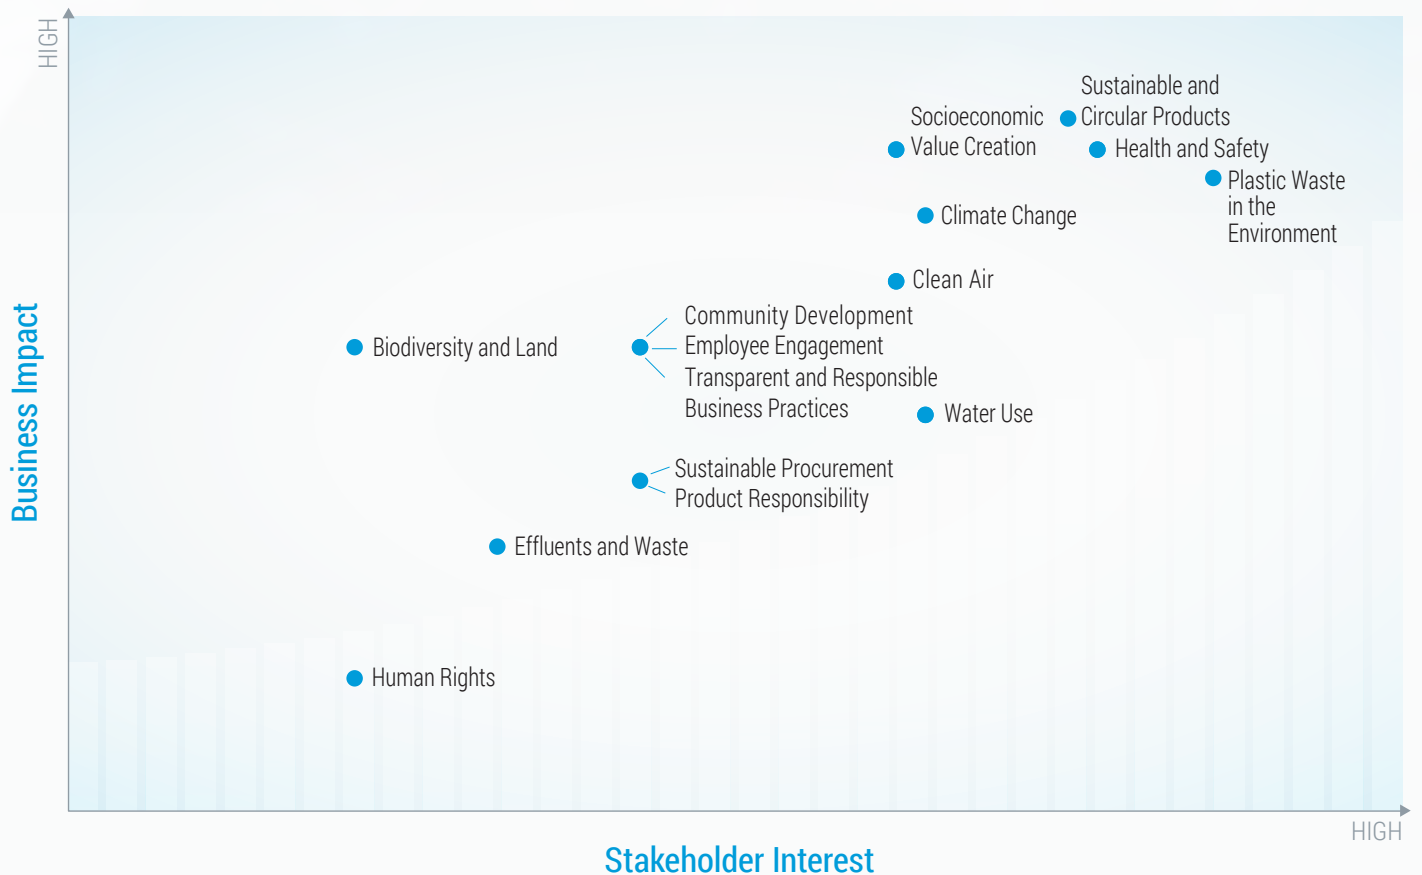 HIGH
Sustainable and
Circular Products
Socioeconomic
Value Creation
Health and Safety
Plastic Waste
in the
Environment
Climate Change
Clean Air
Community Development
Employee Engagement
Transparent and Responsible
Business Practices
Biodiversity and Land
Water Use
Sustainable Procurement
Product Responsibility
Effluents and Waste
Human Rights
Business Impact
HIGH
Stakeholder Interest